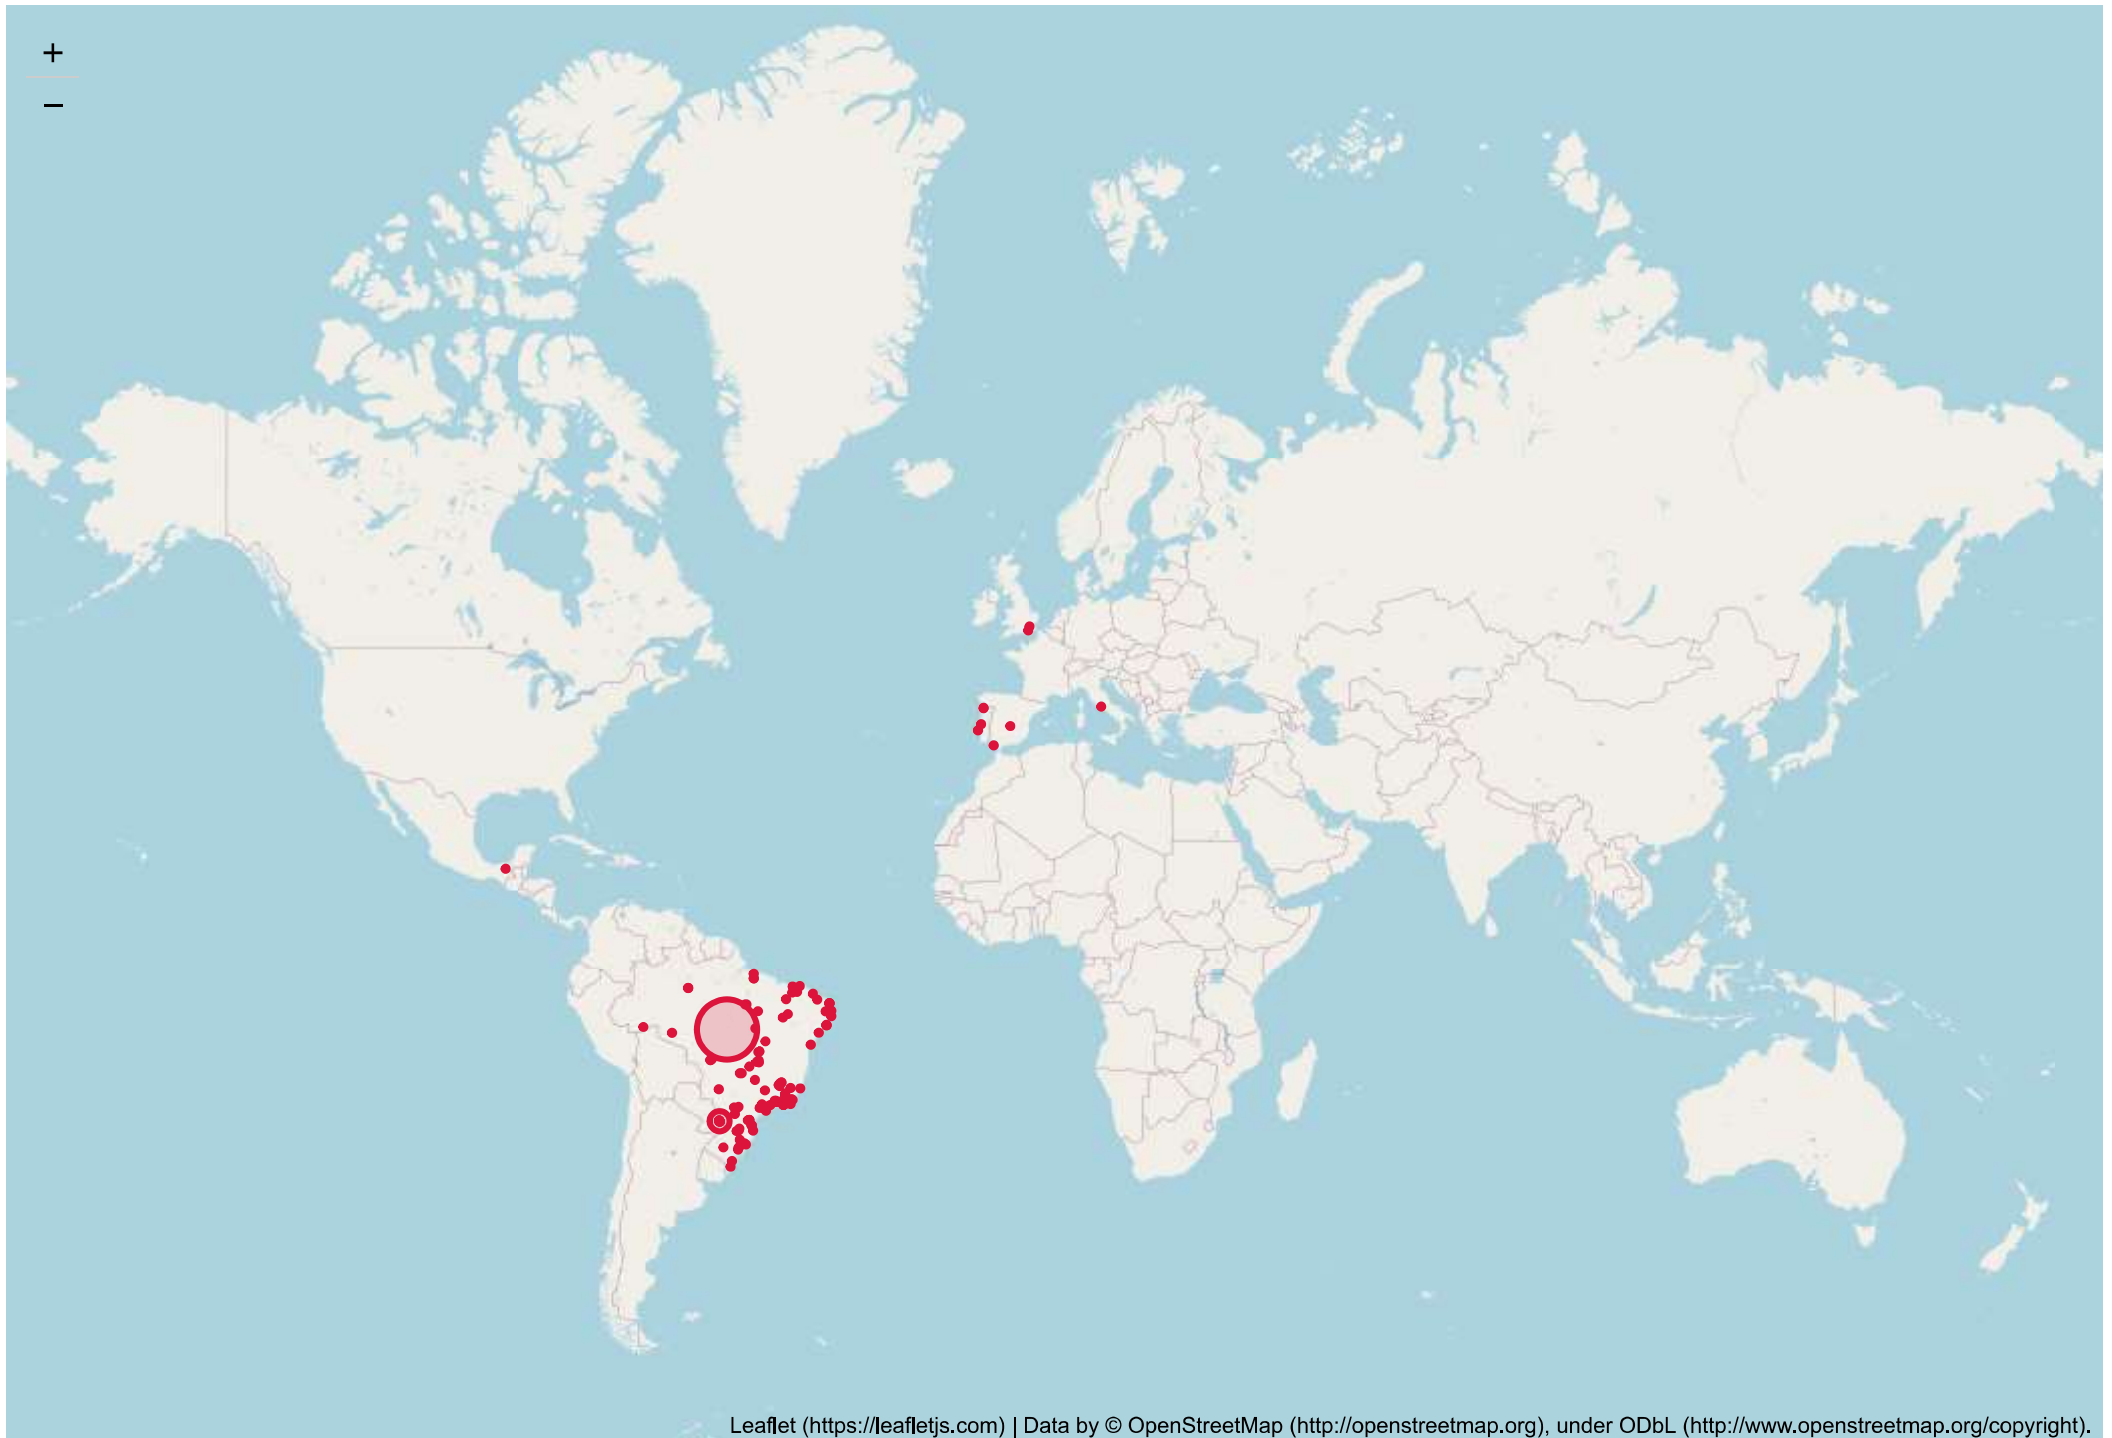 +
−
Leaflet (https://leafletjs.com) | Data by © OpenStreetMap (http://openstreetmap.org), under ODbL (http://www.openstreetmap.org/copyright).